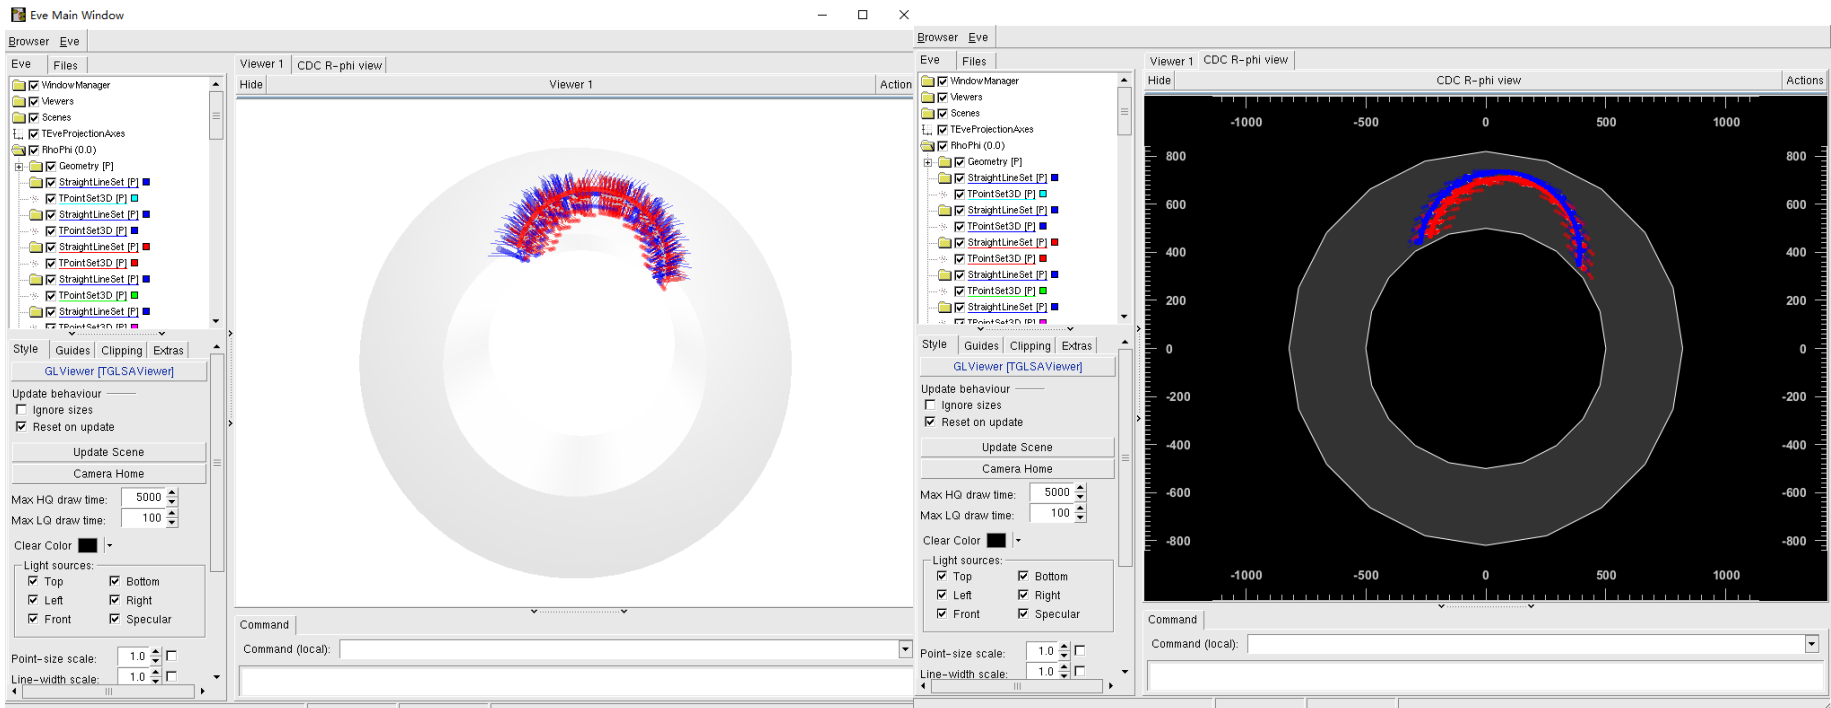 Eve Main Window
Browser Eve
Eve Files
WindowManager
Viewers
Scenes
TEveProjectionAxes
RhoPhi (0.0)
Geometry [P]
StraightLineSet [P]
TPointSet3D [P]
StraightLineSet [P]
TPointSet3D [P]
StraightLineSet [P]
TPointSet3D [P]
StraightLineSet [P]
TPointSet3D [P]
StraightLineSet [P]
TPointSet3D [P]
Style Guides Clipping Extras
GLViewer [TGLSAViewer]
Update behaviour
Ignore sizes
Reset on update
Update Scene
Camera Home
Max HQ draw time: 5000
Max LQ draw time: 100
Clear Color
Light sources:
Top Bottom
Left Right
Front Specular
Point-size scale: 1.0
Line-width scale: 1.0
Viewer 1 CDC R-phi view
Hide Viewer 1 Action
Command
Command (local):
Browser Eve
Eve Files
WindowManager
Viewers
Scenes
TEveProjectionAxes
RhoPhi (0.0)
Geometry [P]
StraightLineSet [P]
TPointSet3D [P]
StraightLineSet [P]
TPointSet3D [P]
StraightLineSet [P]
TPointSet3D [P]
StraightLineSet [P]
TPointSet3D [P]
StraightLineSet [P]
TPointSet3D [P]
Style Guides Clipping Extras
GLViewer [TGLSAViewer]
Update behaviour
Ignore sizes
Reset on update
Update Scene
Camera Home
Max HQ draw time: 5000
Max LQ draw time: 100
Clear Color
Light sources:
Top Bottom
Left Right
Front Specular
Point-size scale: 1.0
Line-width scale: 1.0
Viewer 1 CDC R-phi view
Hide CDC R-phi view Actions
-1000 -500 0 500 1000
800 800
600 600
400 400
200 200
0 0
-200 -200
-400 -400
-600 -600
-800 -800
-1000 -500 0 500 1000
Command
Command (local):